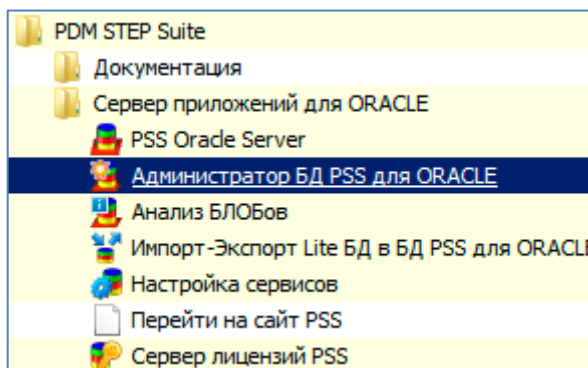 PDM STEP Suite
Документация
Сервер приложений для ORACLE
PSS Oracle Server
Администратор БД PSS для ORACLE
Анализ БЛОБов
Импорт-Экспорт Lite БД в БД PSS для ORACLE
Настройка сервисов
Перейти на сайт PSS
Сервер лицензий PSS